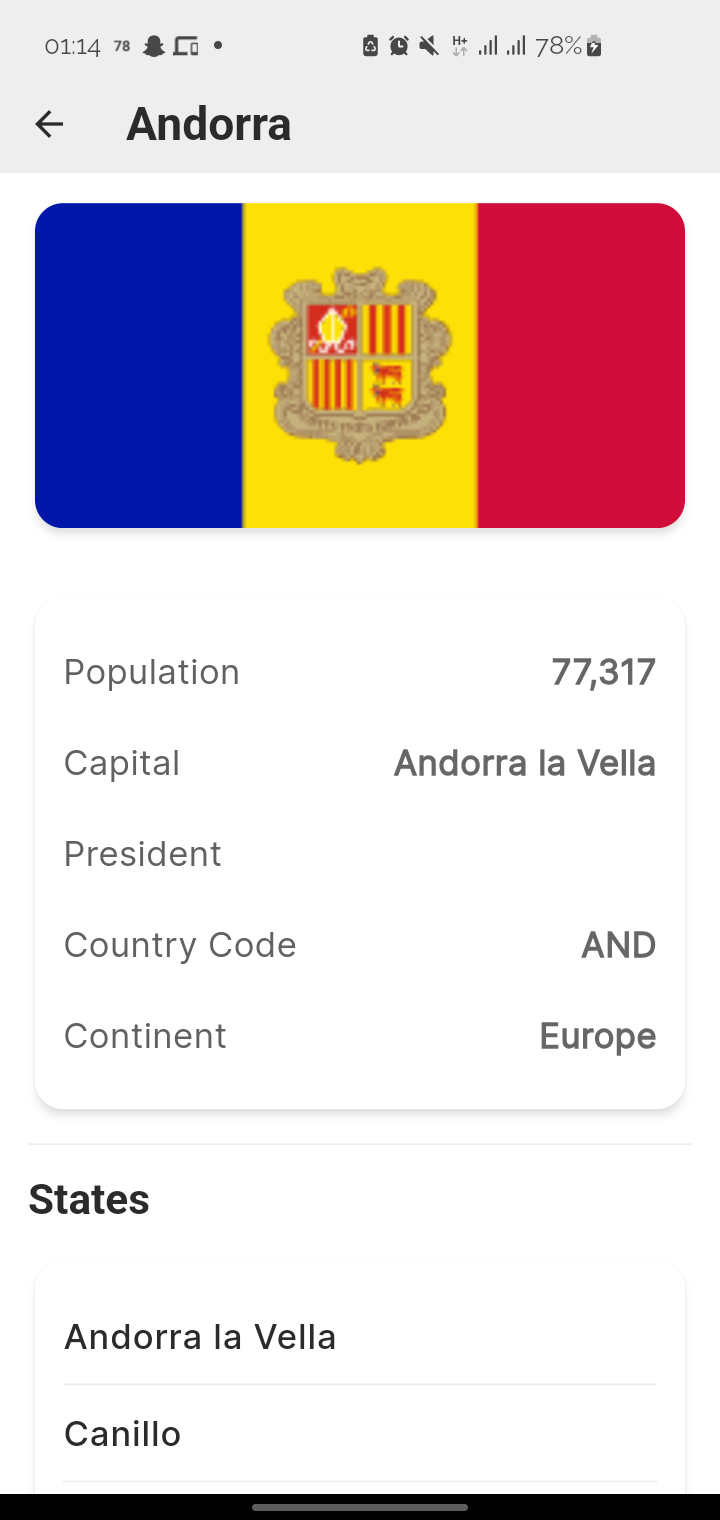 01:14 78 H+ 78%
Andorra
Population 77,317
Capital Andorra la Vella
President
Country Code AND
Continent Europe
States
Andorra la Vella
Canillo